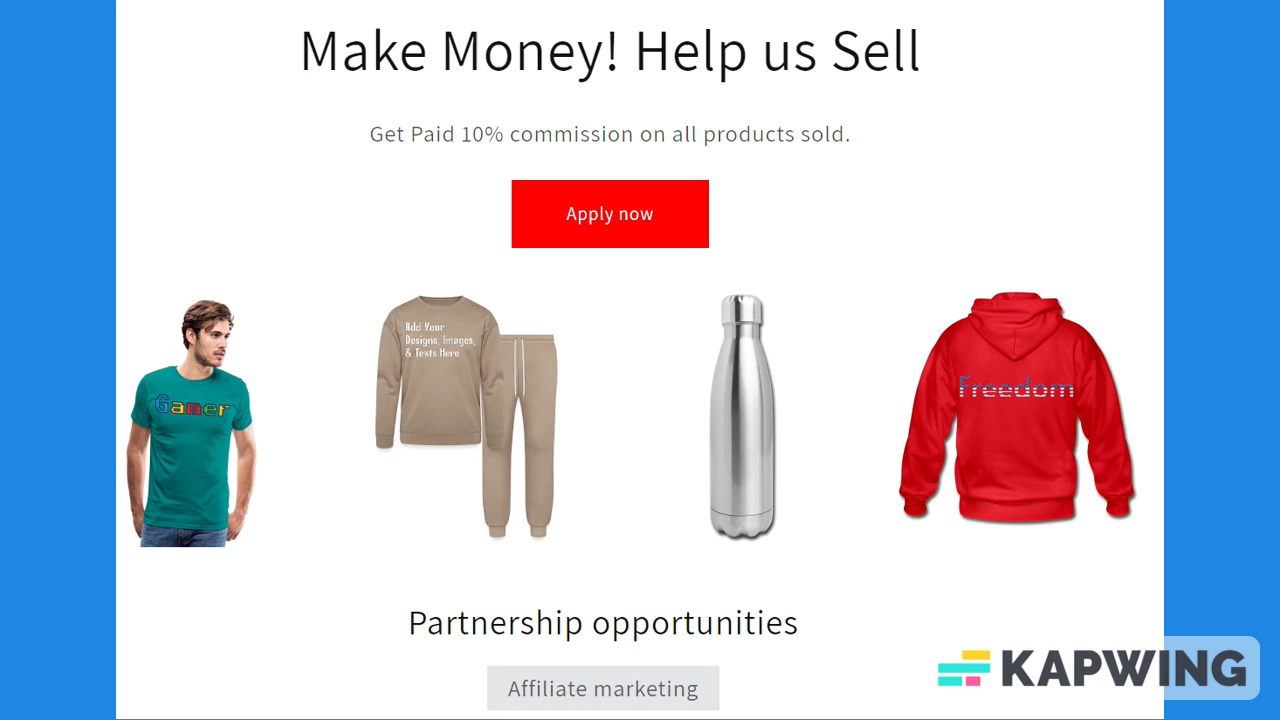 Make Money! Help us Sell
Get Paid 10% commission on all products sold.
Apply now
Gamer
Add Your
Designs, Images,
& Texts Here
Freedom
Partnership opportunities
Affiliate marketing
KAPWING